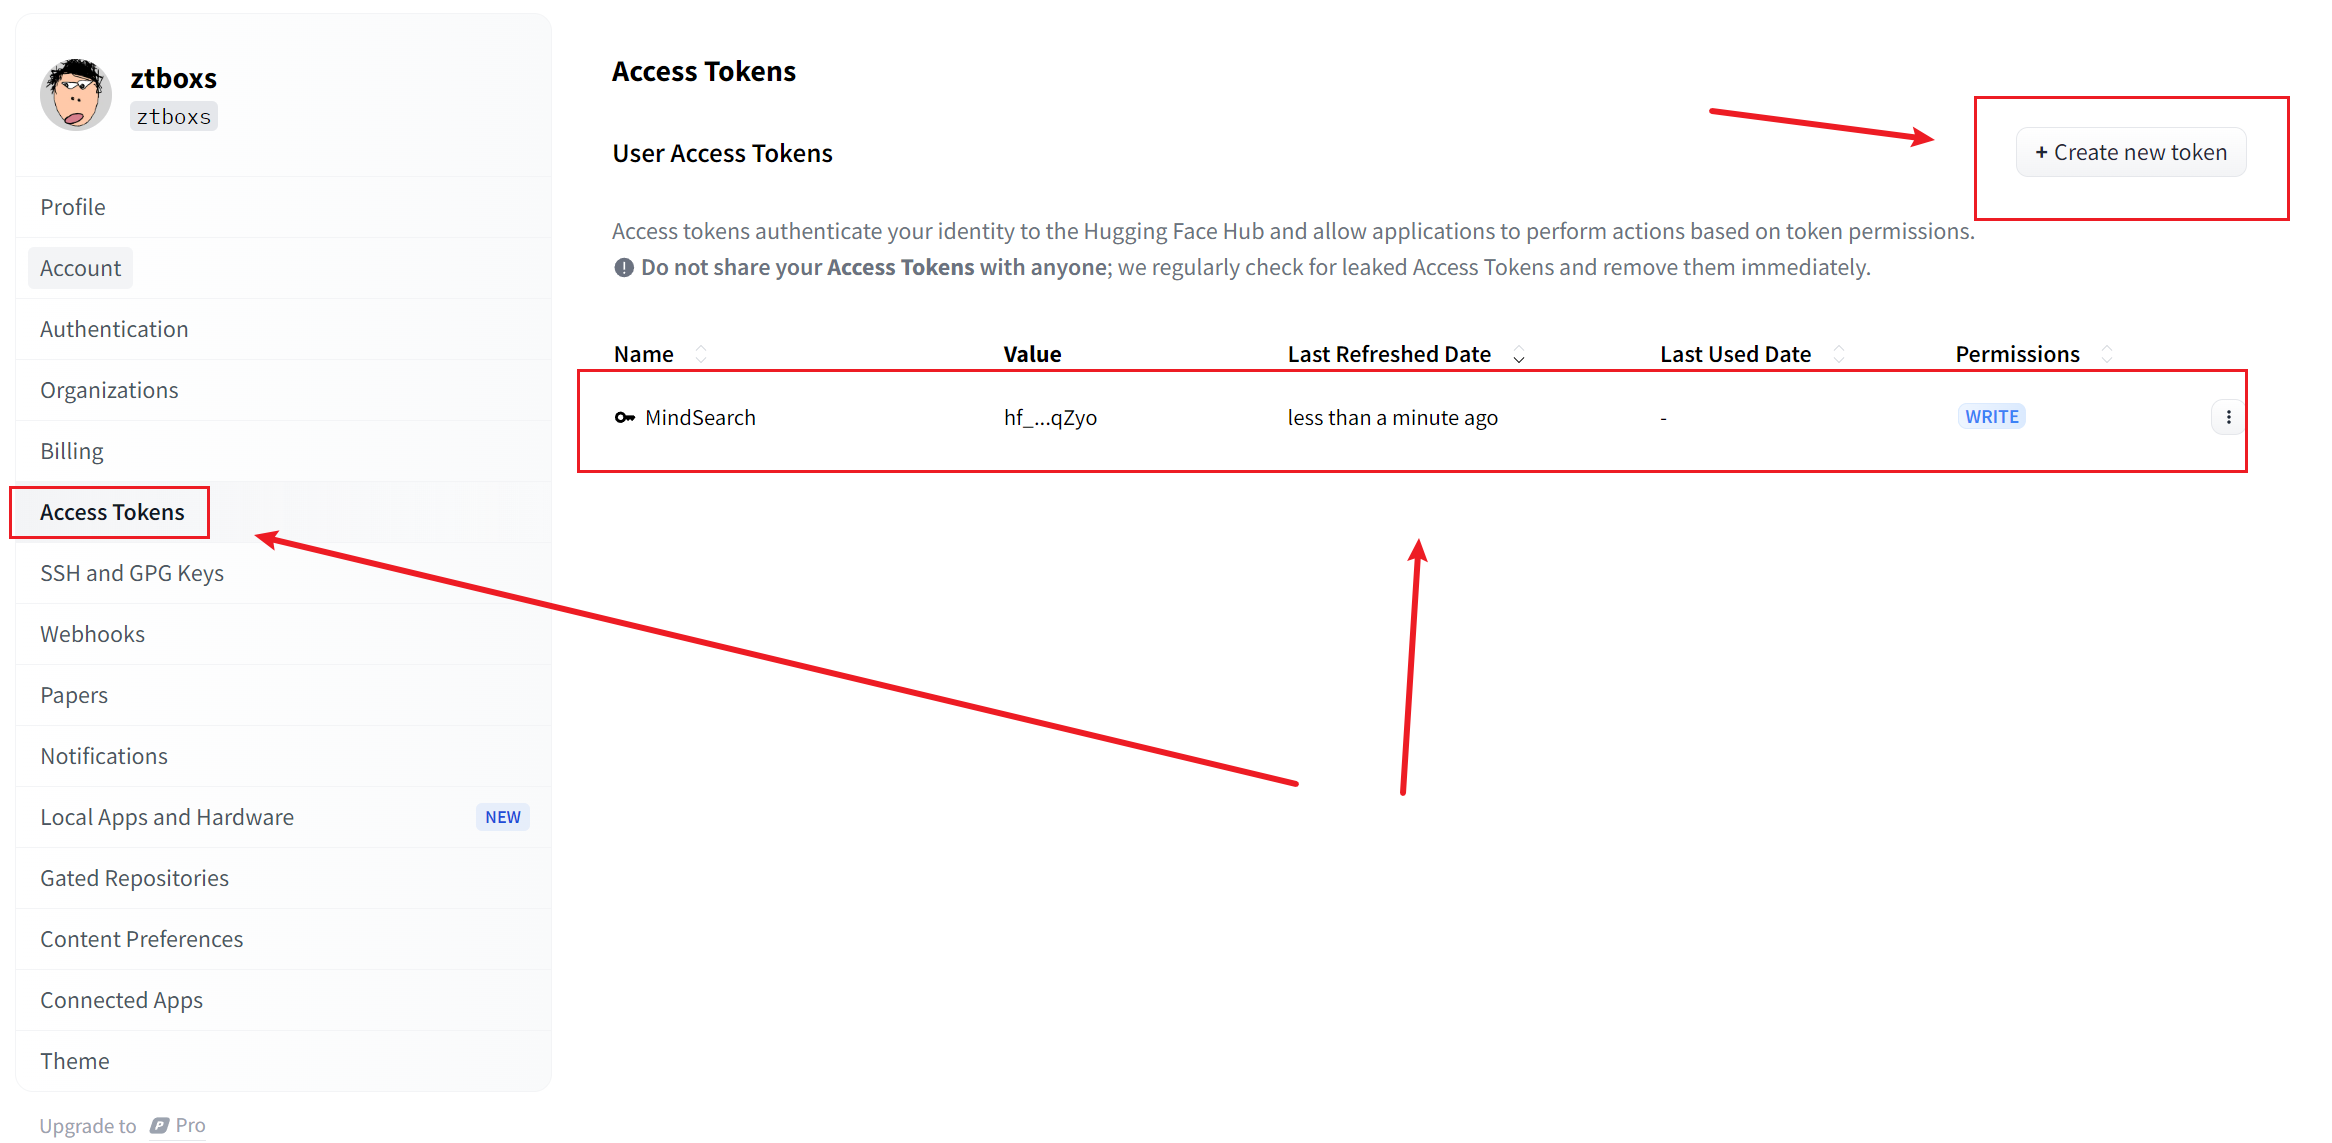 ztboxs
ztboxs
Profile
Account
Authentication
Organizations
Billing
Access Tokens
SSH and GPG Keys
Webhooks
Papers
Notifications
Local Apps and Hardware NEW
Gated Repositories
Content Preferences
Connected Apps
Theme
Upgrade to Pro
Access Tokens
User Access Tokens
+ Create new token
Access tokens authenticate your identity to the Hugging Face Hub and allow applications to perform actions based on token permissions.
Do not share your Access Tokens with anyone; we regularly check for leaked Access Tokens and remove them immediately.
Name Value Last Refreshed Date Last Used Date Permissions
MindSearch hf_...qZyo less than a minute ago - WRITE